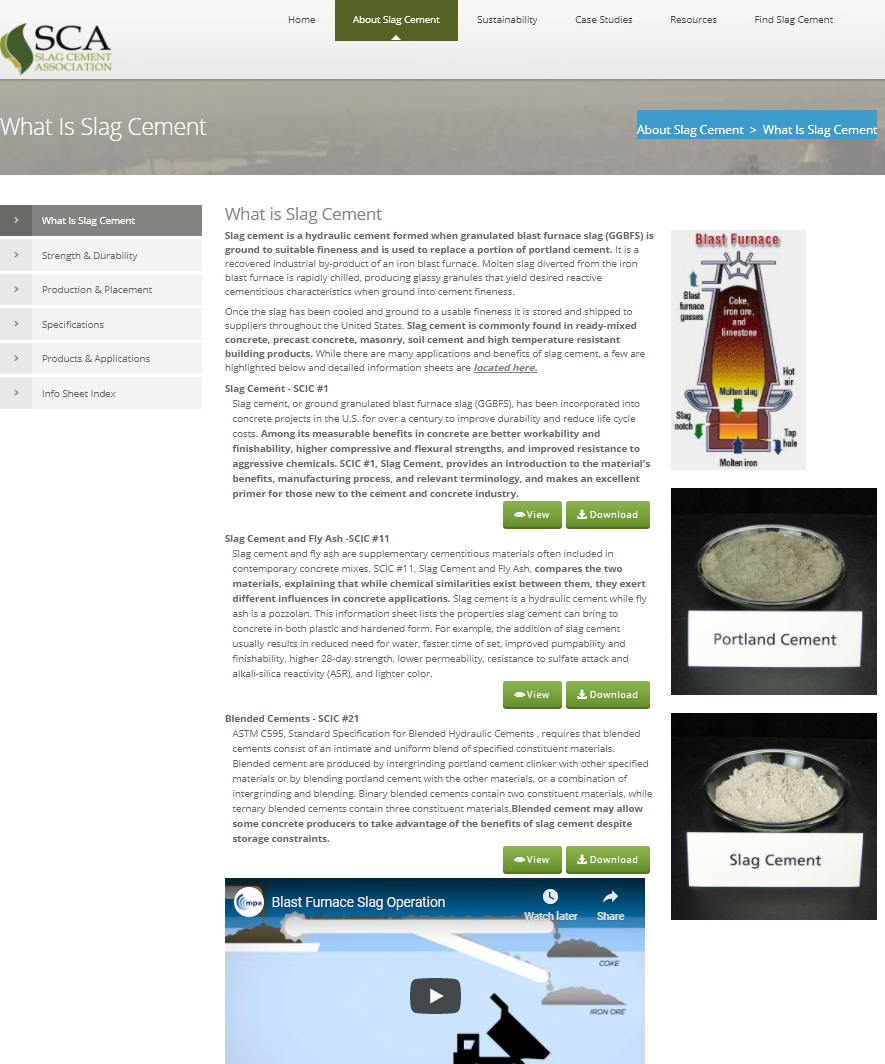 Home
About Slag Cement
Sustainability
Case Studies
Resources
Find Slag Cement
SCA
SLAG CEMENT
ASSOCIATION
What Is Slag Cement
About Slag Cement > What Is Slag Cement
What Is Slag Cement
Strength & Durability
Production & Placement
Specifications
Products & Applications
Info Sheet Index
What is Slag Cement
Slag cement is a hydraulic cement formed when granulated blast furnace slag (GGBFS) is
ground to suitable fineness and is used to replace a portion of portland cement. It is a
recovered industrial by-product of an iron blast furnace. Molten slag diverted from the iron
blast furnace is rapidly chilled, producing glassy granules that yield desired reactive
cementitious characteristics when ground into cement fineness.
Once the slag has been cooled and ground to a usable fineness it is stored and shipped to
suppliers throughout the United States. Slag cement is commonly found in ready-mixed
concrete, precast concrete, masonry, soil cement and high temperature resistant
building products. While there are many applications and benefits of slag cement, a few are
highlighted below and detailed information sheets are located here.
Slag Cement - SCIC #1
Slag cement, or ground granulated blast furnace slag (GGBFS), has been incorporated into
concrete projects in the U.S. for over a century to improve durability and reduce life cycle
costs. Among its measurable benefits in concrete are better workability and
finishability, higher compressive and flexural strengths, and improved resistance to
aggressive chemicals. SCIC #1, Slag Cement, provides an introduction to the material's
benefits, manufacturing process, and relevant terminology, and makes an excellent
primer for those new to the cement and concrete industry.
View
Download
Slag Cement and Fly Ash -SCIC #11
Slag cement and fly ash are supplementary cementitious materials often included in
contemporary concrete mixes. SCIC #11, Slag Cement and Fly Ash, compares the two
materials, explaining that while chemical similarities exist between them, they exert
different influences in concrete applications. Slag cement is a hydraulic cement while fly
ash is a pozzolan. This information sheet lists the properties slag cement can bring to
concrete in both plastic and hardened form. For example, the addition of slag cement
usually results in reduced need for water, faster time of set, improved pumpability and
finishability, higher 28-day strength, lower permeability, resistance to sulfate attack and
alkali-silica reactivity (ASR), and lighter color.
View
Download
Blended Cements - SCIC #21
ASTM C595, Standard Specification for Blended Hydraulic Cements , requires that blended
cements consist of an intimate and uniform blend of specified constituent materials.
Blended cement are produced by intergrinding portland cement clinker with other specified
materials or by blending portland cement with the other materials, or a combination of
intergrinding and blending. Binary blended cements contain two constituent materials, while
ternary blended cements contain three constituent materials.Blended cement may allow
some concrete producers to take advantage of the benefits of slag cement despite
storage constraints.
View
Download
mpa
Blast Furnace Slag Operation
Watch later
Share
COKE
IRON ORE
Blast Furnace
Blast
furnace
gasses
Coke,
iron ore,
and
limestone
Hot
air
Molten slag
Slag
notch
Tap
hole
Molten iron
Portland Cement
Slag Cement